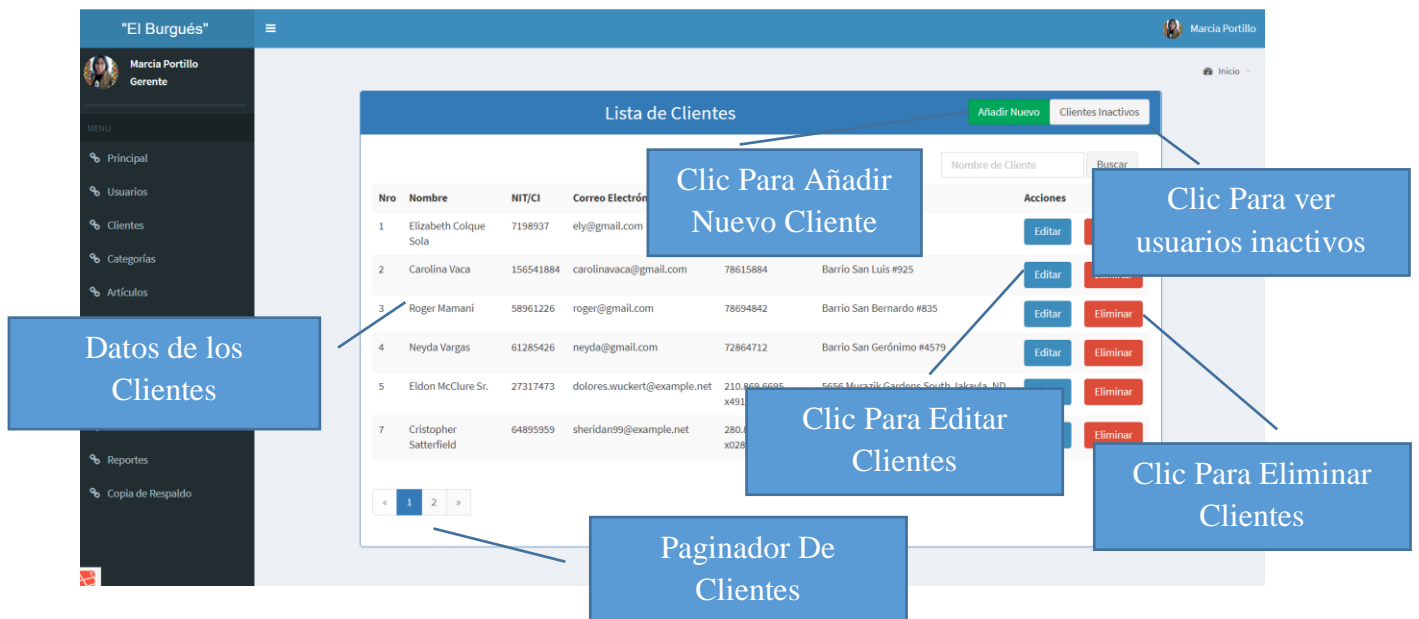 "El Burgués"
Marcia Portillo
Marcia Portillo
Gerente
Inicio
MENU
Principal
Usuarios
Clientes
Categorías
Artículos
Reportes
Copia de Respaldo
Lista de Clientes
Añadir Nuevo
Clientes Inactivos
Nombre de Cliente
Buscar
Nro Nombre NIT/CI Correo Acciones
1 Elizabeth Colque Sola 7198937 ely@gmail.com Editar
2 Carolina Vaca 156541884 carolinavaca@gmail.com 78615884 Barrio San Luis #925 Editar
3 Roger Mamani 58961226 roger@gmail.com 78694842 Barrio San Bernardo #835 Editar Eliminar
4 Neyda Vargas 61285426 neyda@gmail.com 72864712 Barrio San Gerónimo #4579 Editar Eliminar
5 Eldon McClure Sr. 27317473 dolores.wuckert@example.net Eliminar
7 Cristopher Satterfield 64895959 sheridan99@example.net Eliminar
« 1 2 »
Clic Para Añadir
Nuevo Cliente
Clic Para ver
usuarios inactivos
Datos de los
Clientes
Clic Para Editar
Clientes
Clic Para Eliminar
Clientes
Paginador De
Clientes